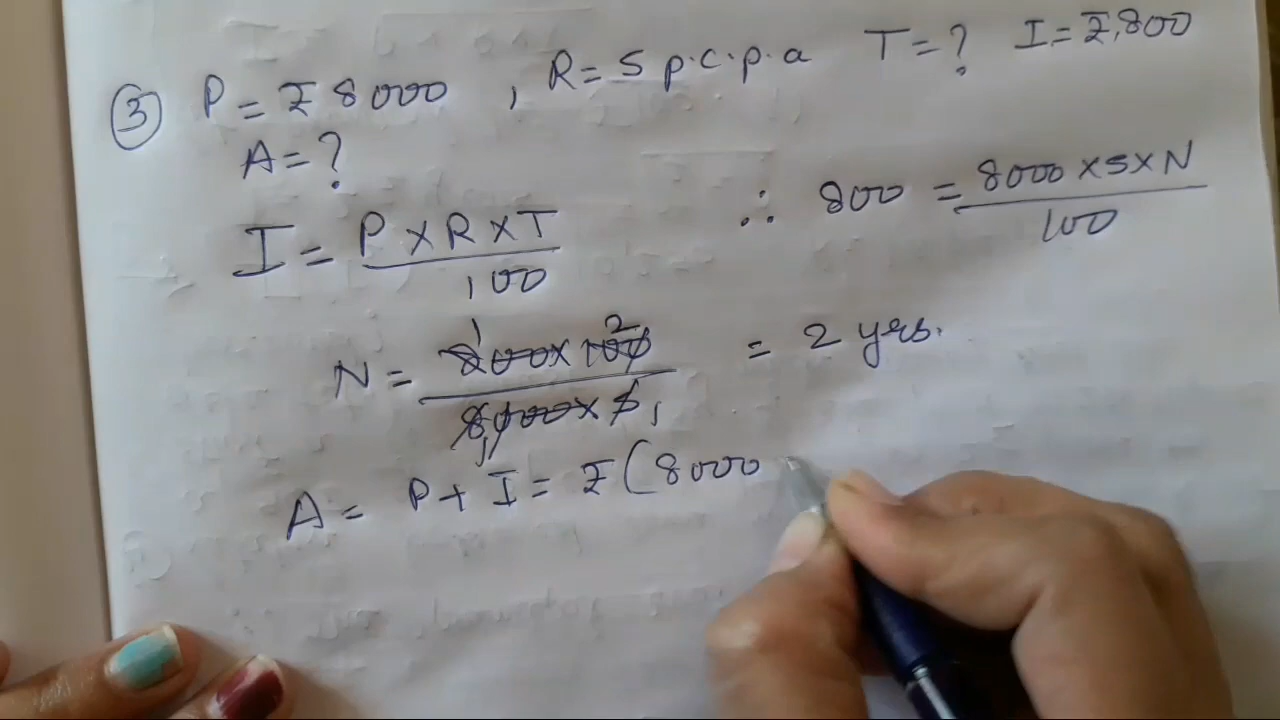 ③ P = ₹ 8000 , R = 5 p.c.p.a T = ? I = ₹ 800
A = ?
I = P × R × T / 100 ∴ 800 = 8000 × 5 × N / 100
N = 800 × 100 / 8000 × 5 = 2 yrs.
A = P + I = ₹ (8000